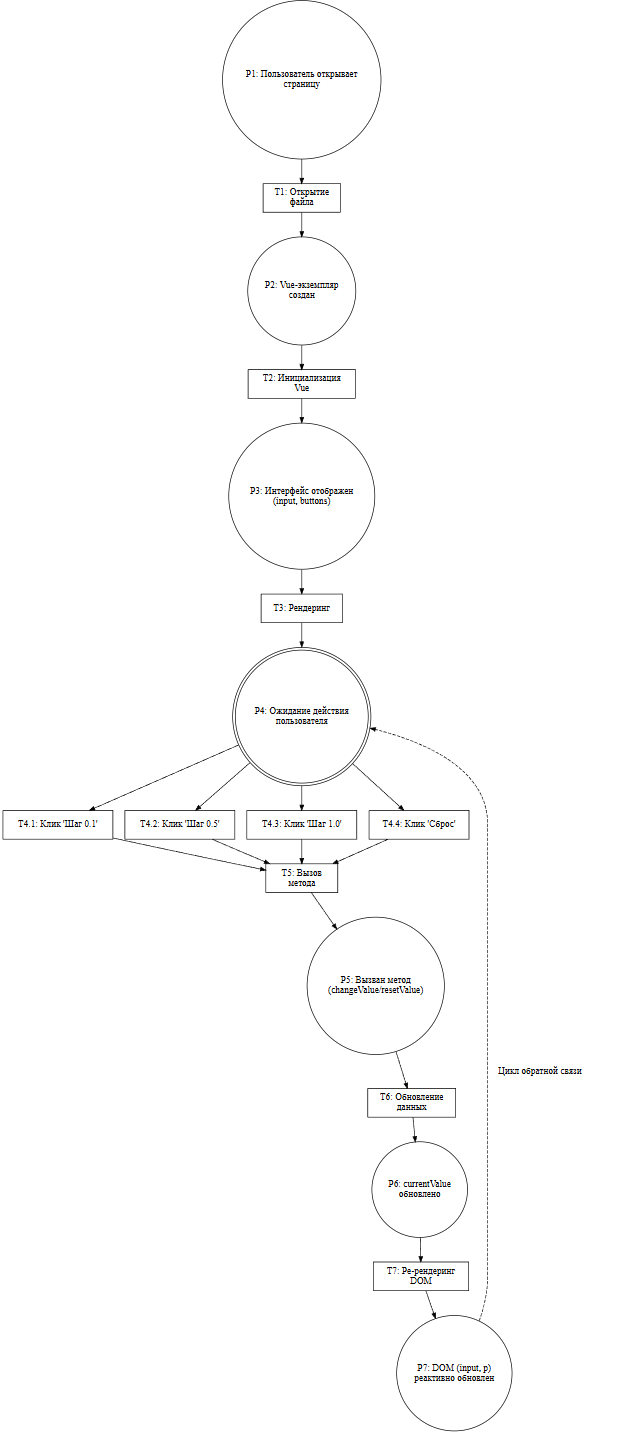 P1: Пользователь открывает
страницу
T1: Открытие
файла
P2: Vue-экземпляр
создан
T2: Инициализация
Vue
P3: Интерфейс отображен
(input, buttons)
T3: Рендеринг
P4: Ожидание действия
пользователя
T4.1: Клик 'Шаг 0.1'
T4.2: Клик 'Шаг 0.5'
T4.3: Клик 'Шаг 1.0'
T4.4: Клик 'Сброс'
T5: Вызов
метода
P5: Вызван метод
(changeValue/resetValue)
Цикл обратной связи
T6: Обновление
данных
P6: currentValue
обновлено
T7: Ре-рендеринг
DOM
P7: DOM (input, p)
реактивно обновлен